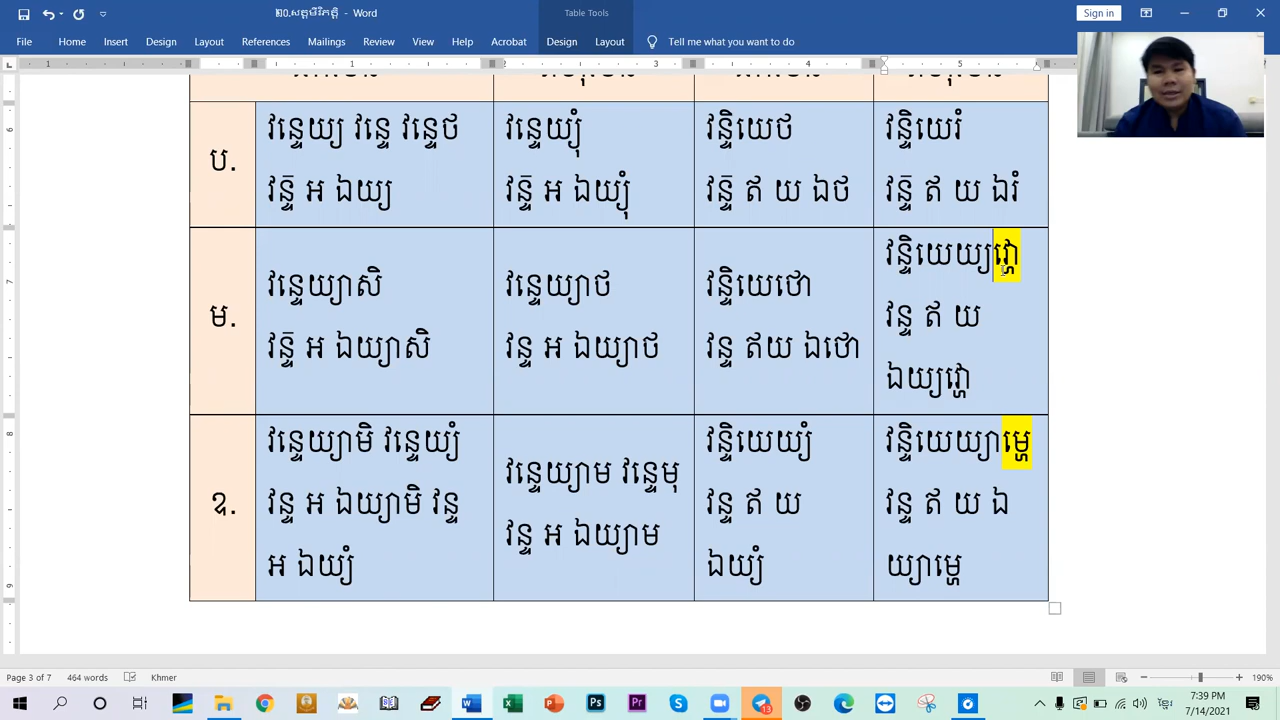 ២០.សត្តមីវិភត្តិ - Word
Table Tools
Sign in
File Home Insert Design Layout References Mailings Review View Help Acrobat Design Layout Tell me what you want to do
ប. វន្ទេយ្យ វន្ទេ វន្ទេថ វន្ទេយ្យុំ វន្ទិយេថ វន្ទិយេរំ
វន្ទ៑ អ ឯយ្យ វន្ទ៑ អ ឯយ្យុំ វន្ទ៑ ឥ យ ឯថ វន្ទ៑ ឥ យ ឯរំ
ម. វន្ទេយ្យាសិ វន្ទេយ្យាថ វន្ទិយេថោ វន្ទិយេយ្យវ្ហោ
វន្ទ៑ អ ឯយ្យាសិ វន្ទ អ ឯយ្យាថ វន្ទ ឥយ ឯថោ វន្ទ ឥ យ
ឯយ្យវ្ហោ
ឧ. វន្ទេយ្យាមិ វន្ទេយ្យំ វន្ទេយ្យាម វន្ទេមុ វន្ទិយេយ្យំ វន្ទិយេយ្យាម្ហេ
វន្ទ អ ឯយ្យាមិ វន្ទ វន្ទ អ ឯយ្យាម វន្ទ ឥ យ វន្ទ ឥ យ ឯ
អ ឯយ្យំ ឯយ្យំ យ្យាម្ហេ
Page 3 of 7 464 words Khmer 190%
7:39 PM
7/14/2021